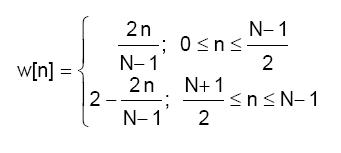 w[n] = { 2n/(N-1); 0 ≤ n ≤ (N-1)/2
2 - 2n/(N-1); (N+1)/2 ≤ n ≤ N-1